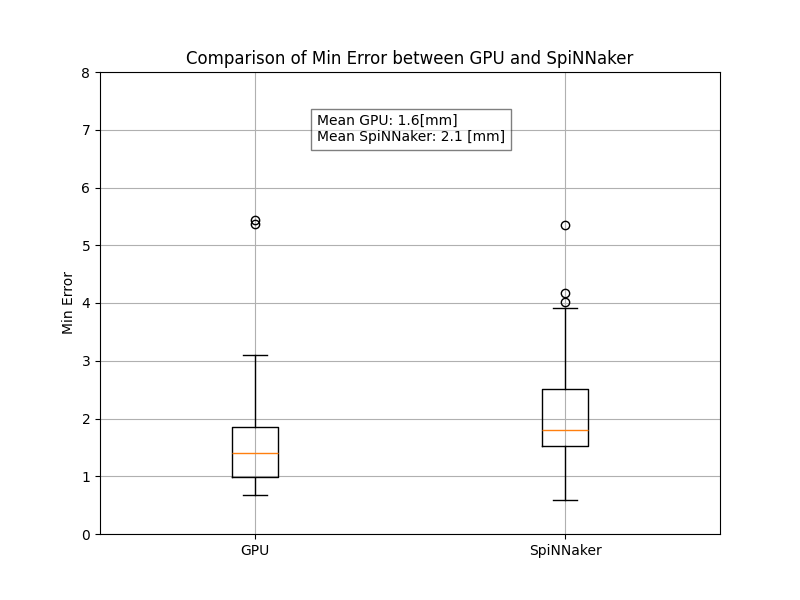 Comparison of Min Error between GPU and SpiNNaker
8
Mean GPU: 1.6[mm]
Mean SpiNNaker: 2.1 [mm]
7
6
5
4
3
2
1
0
Min Error
GPU
SpiNNaker